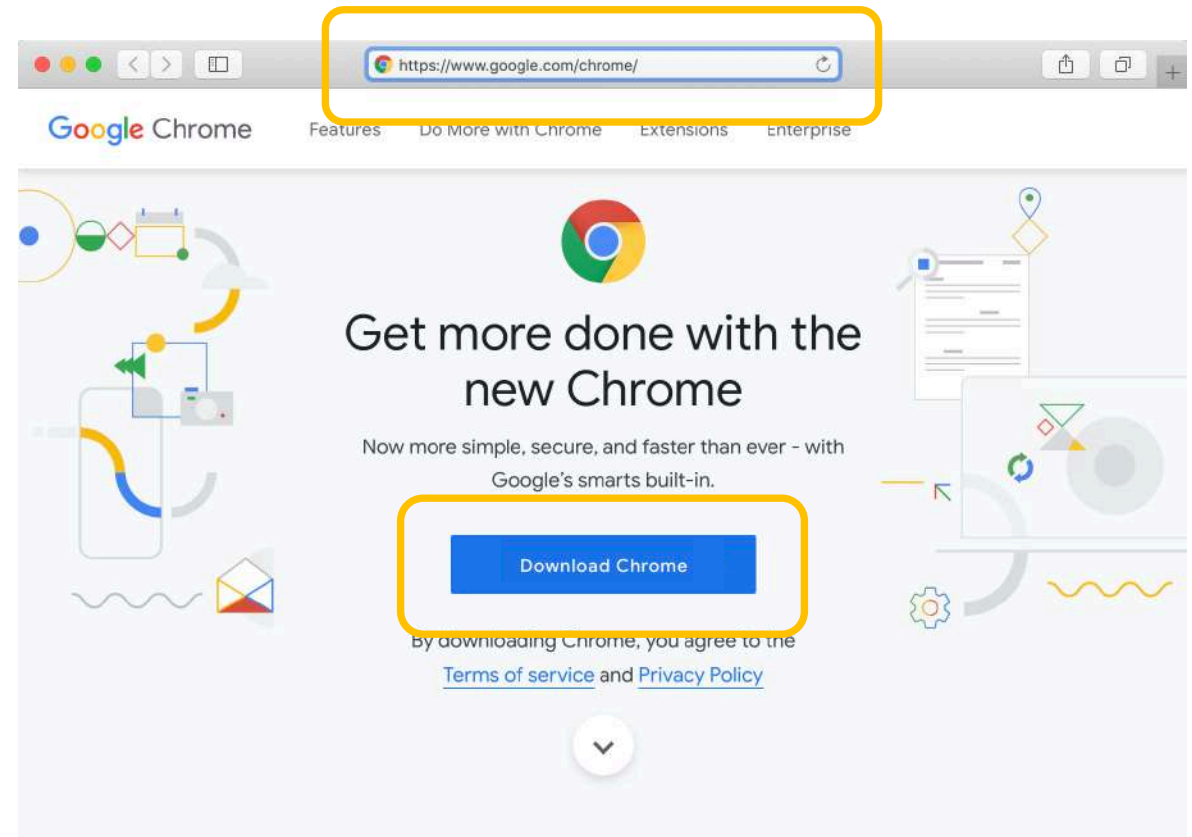 https://www.google.com/chrome/
Google Chrome Features Do More with Chrome Extensions Enterprise
Get more done with the
new Chrome
Now more simple, secure, and faster than ever - with
Google's smarts built-in.
Download Chrome
By downloading Chrome, you agree to the
Terms of service and Privacy Policy